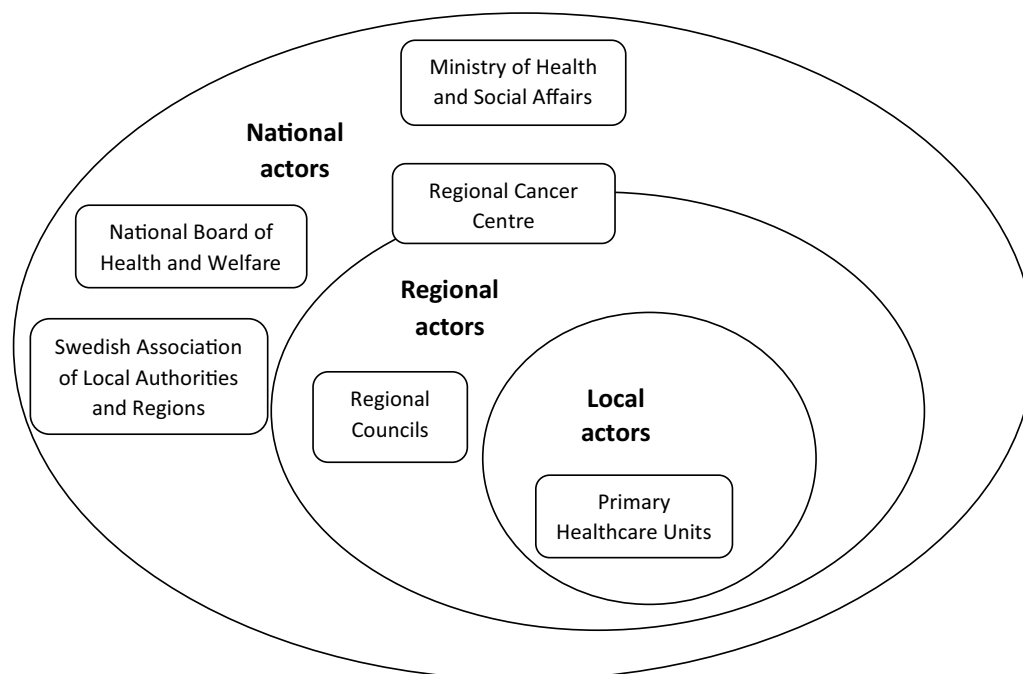 Ministry of Health
and Social Affairs
National
actors
Regional Cancer
Centre
National Board of
Health and Welfare
Regional
actors
Swedish Association
of Local Authorities
and Regions
Regional
Councils
Local
actors
Primary
Healthcare Units